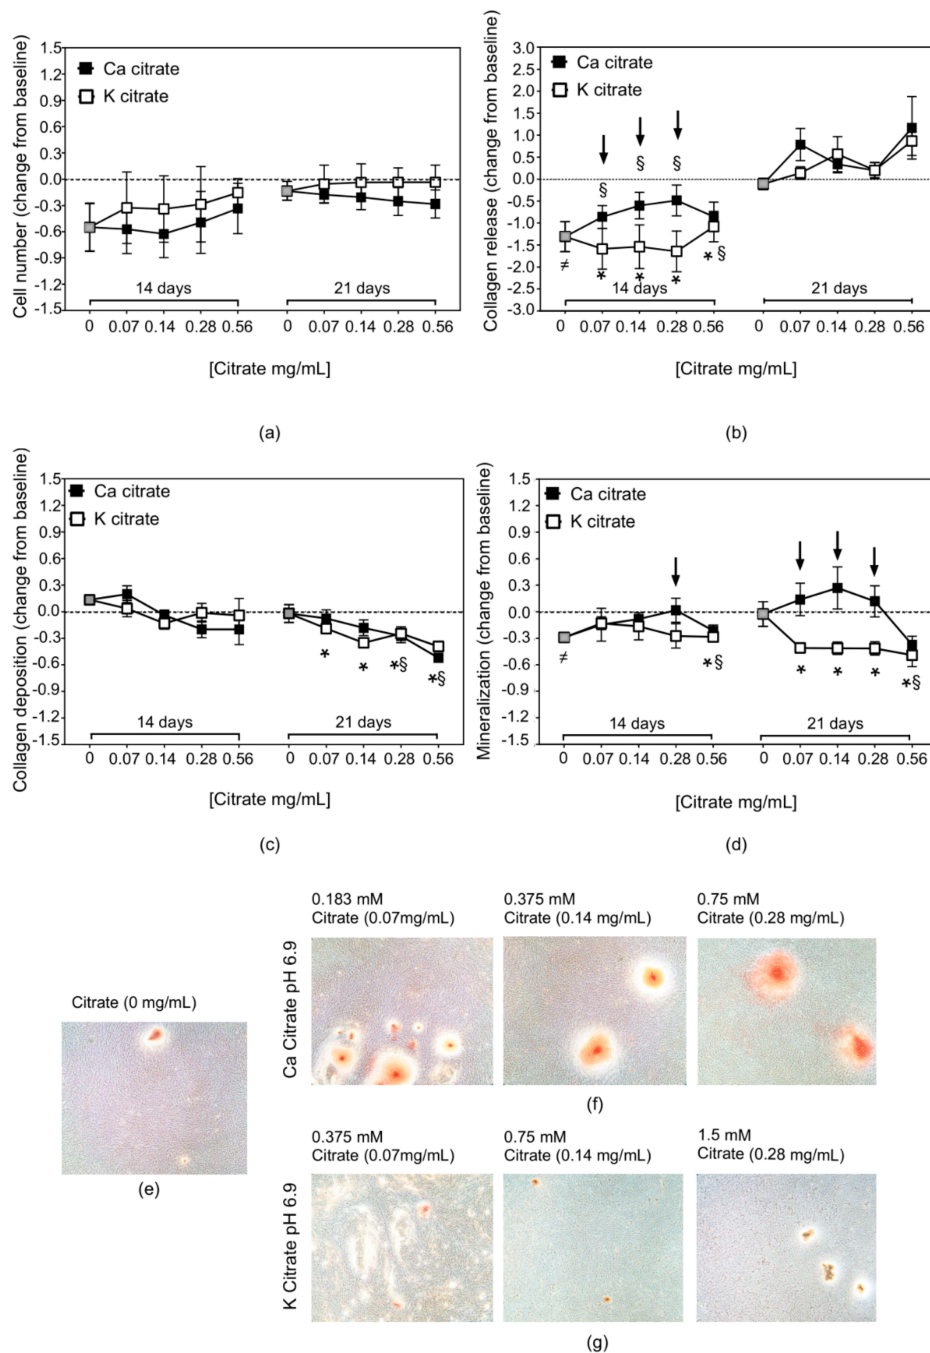 Cell number (change from baseline)
1.5
1.2
0.9
0.6
0.3
0.0
-0.3
-0.6
-0.9
-1.2
-1.5
Ca citrate
K citrate
14 days
21 days
0 0.07 0.14 0.28 0.56 0 0.07 0.14 0.28 0.56
[Citrate mg/mL]
(a)
Collagen release (change from baseline)
3.0
2.5
2.0
1.5
1.0
0.5
0.0
-0.5
-1.0
-1.5
-2.0
-2.5
-3.0
Ca citrate
K citrate
§ § §
≠ * * * *§
14 days
21 days
0 0.07 0.14 0.28 0.56 0 0.07 0.14 0.28 0.56
[Citrate mg/mL]
(b)
Collagen deposition (change from baseline)
1.5
1.2
0.9
0.6
0.3
0.0
-0.3
-0.6
-0.9
-1.2
-1.5
Ca citrate
K citrate
* * *§ *§
14 days
21 days
0 0.07 0.14 0.28 0.56 0 0.07 0.14 0.28 0.56
[Citrate mg/mL]
(c)
Mineralization (change from baseline)
1.5
1.2
0.9
0.6
0.3
0.0
-0.3
-0.6
-0.9
-1.2
-1.5
Ca citrate
K citrate
≠ *§ * * * *§
14 days
21 days
0 0.07 0.14 0.28 0.56 0 0.07 0.14 0.28 0.56
[Citrate mg/mL]
(d)
Citrate (0 mg/mL)
(e)
Ca Citrate pH 6.9
0.183 mM
Citrate (0.07mg/mL)
0.375 mM
Citrate (0.14 mg/mL)
0.75 mM
Citrate (0.28 mg/mL)
(f)
K Citrate pH 6.9
0.375 mM
Citrate (0.07mg/mL)
0.75 mM
Citrate (0.14 mg/mL)
1.5 mM
Citrate (0.28 mg/mL)
(g)